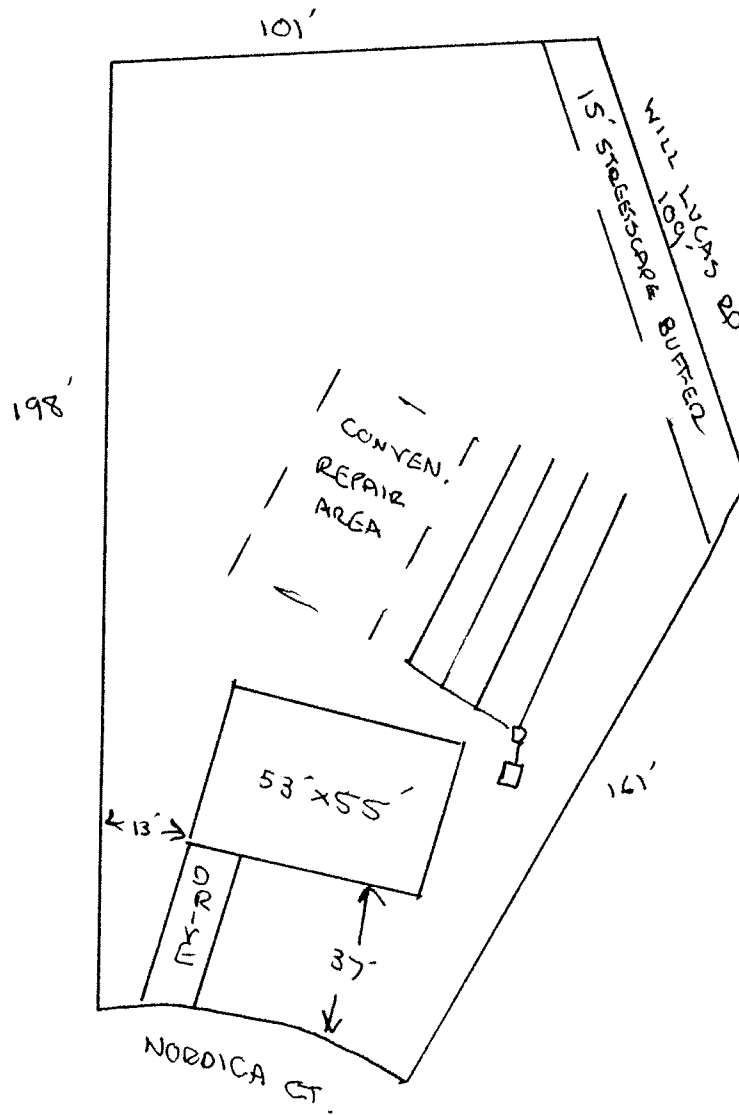 101'
WILL LUCAS RD
109'
15' STREETSCAPE BUFFER
198'
CONVEN.
REPAIR
AREA
53' x 55'
161'
13'
DRIVE
37'
NORDICA CT.